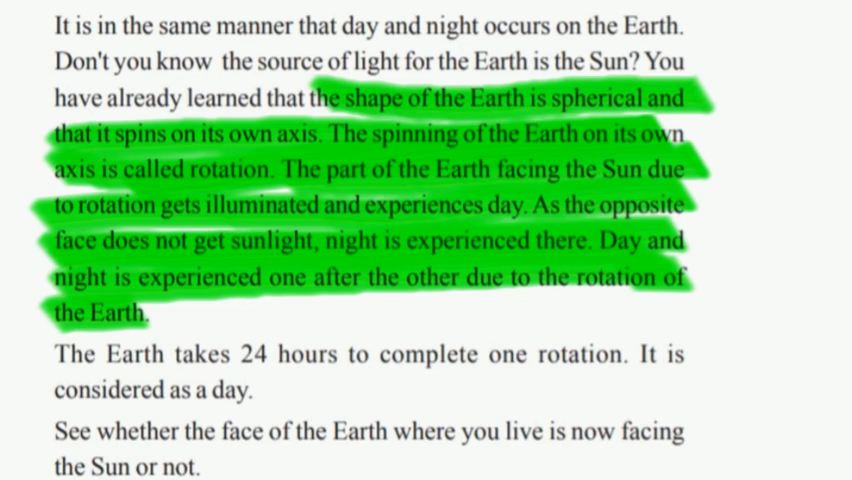 It is in the same manner that day and night occurs on the Earth.
Don't you know the source of light for the Earth is the Sun? You
have already learned that the shape of the Earth is spherical and
that it spins on its own axis. The spinning of the Earth on its own
axis is called rotation. The part of the Earth facing the Sun due
to rotation gets illuminated and experiences day. As the opposite
face does not get sunlight, night is experienced there. Day and
night is experienced one after the other due to the rotation of
the Earth.
The Earth takes 24 hours to complete one rotation. It is
considered as a day.
See whether the face of the Earth where you live is now facing
the Sun or not.